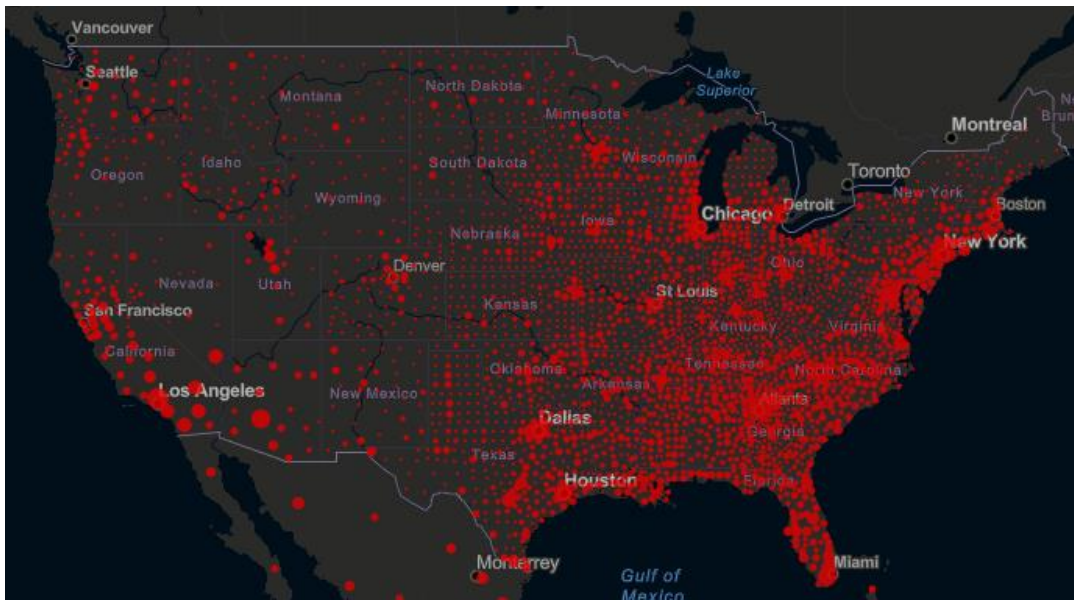 Vancouver
Seattle
Montana
North Dakota
Minnesota
Lake
Superior
Montreal
Brun
Oregon
Idaho
South Dakota
Wisconsin
Toronto
New York
Wyoming
Iowa
Chicago
Detroit
Boston
Nebraska
New York
Nevada
Utah
Denver
Ohio
San Francisco
Kansas
St Louis
Kentucky
Virginia
California
Los Angeles
New Mexico
Oklahoma
Arkansas
Tennessee
North Carolina
Dallas
Atlanta
Georgia
Texas
Houston
Florida
Monterrey
Miami
Gulf of
Mexico